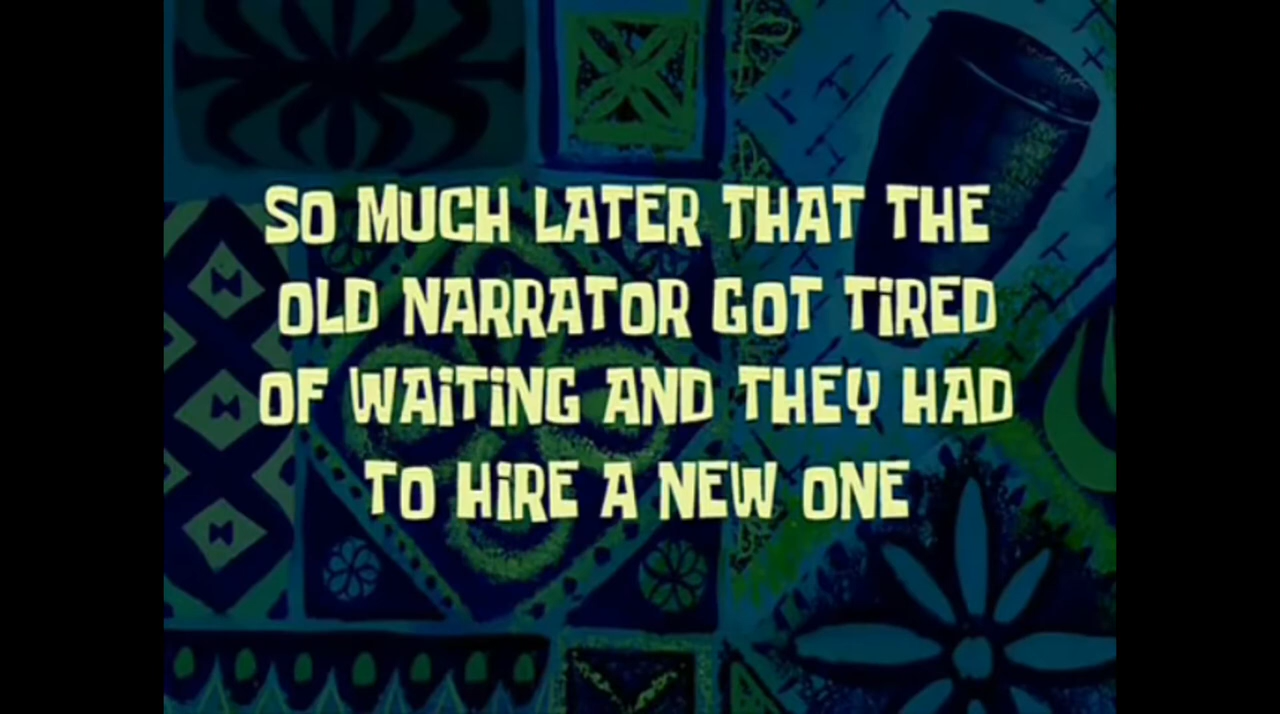 SO MUCH LATER THAT THE
OLD NARRATOR GOT TiRED
OF WAiTiNG AND THEY HAD
TO HiRE A NEW ONE